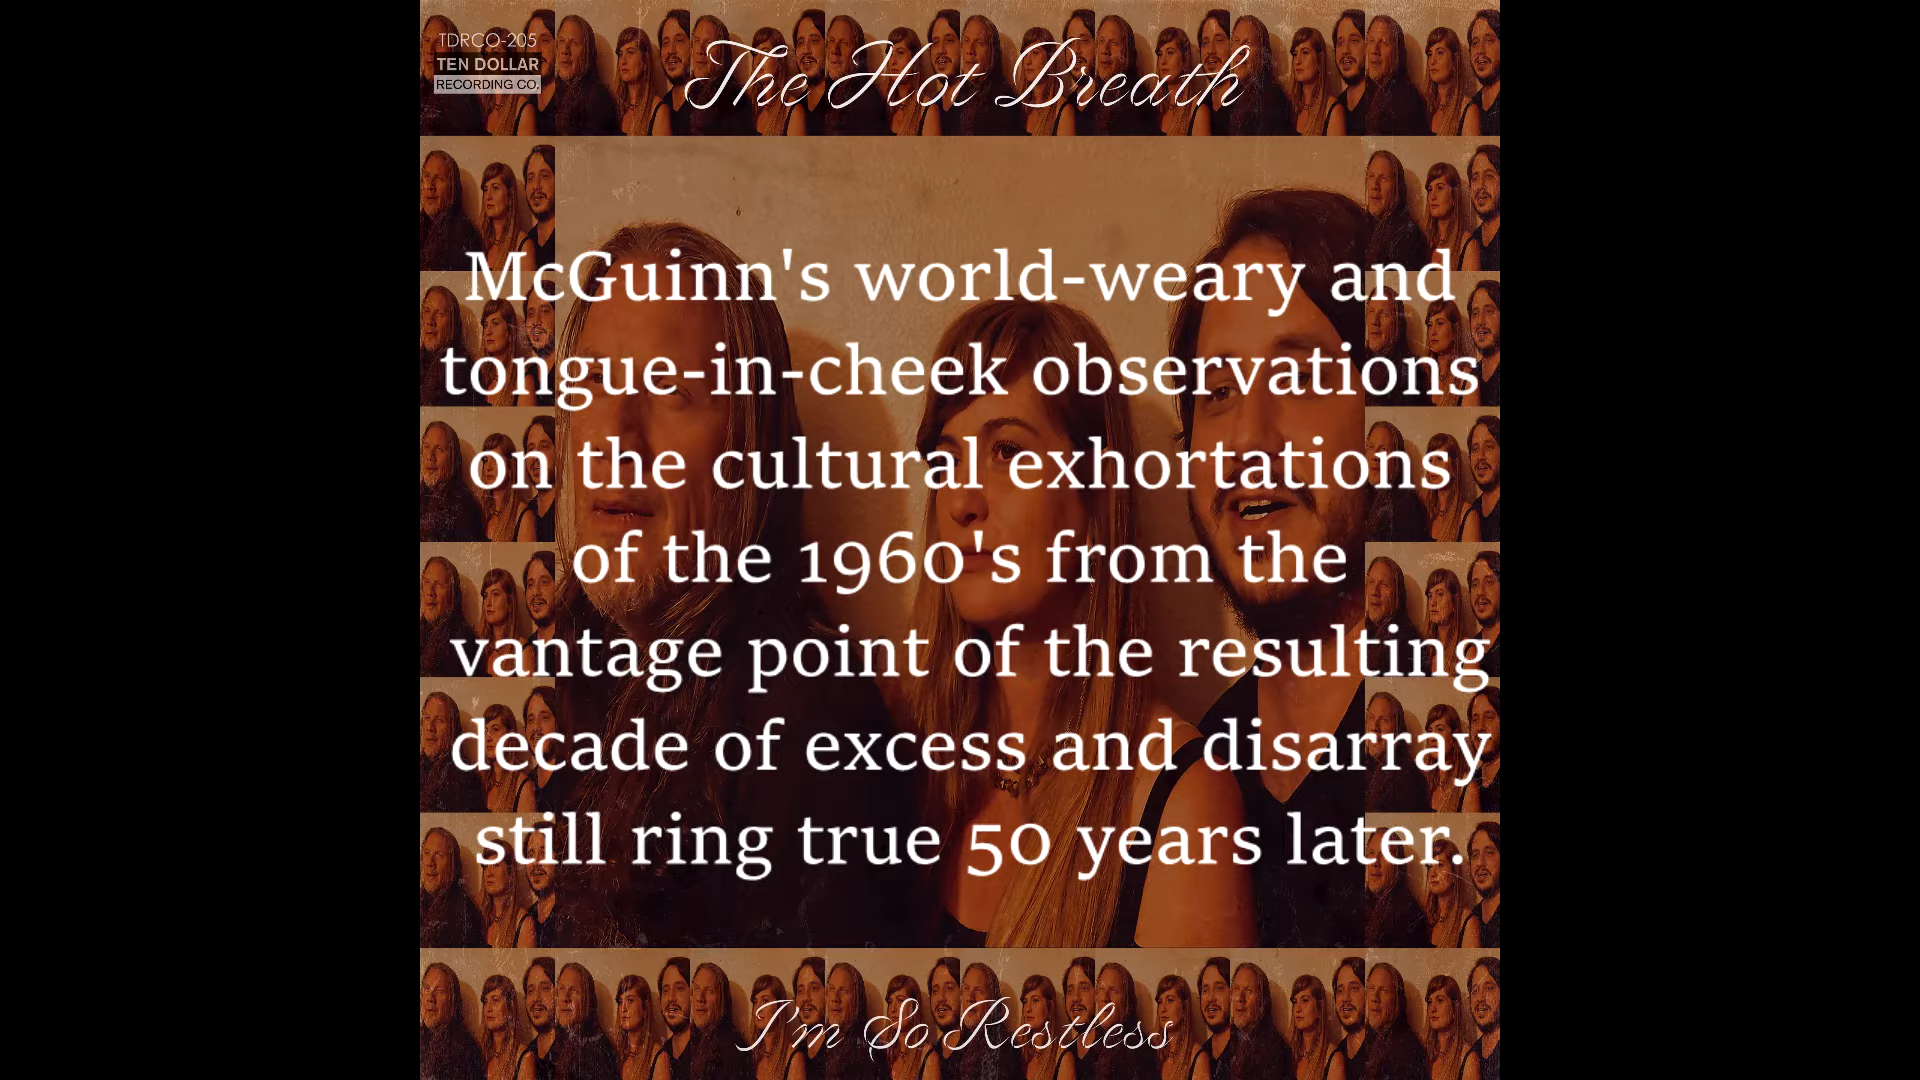 TDRCO-205
TEN DOLLAR
RECORDING CO.
The Hot Breath
McGuinn's world-weary and
tongue-in-cheek observations
on the cultural exhortations
of the 1960's from the
vantage point of the resulting
decade of excess and disarray
still ring true 50 years later.
I'm So Restless